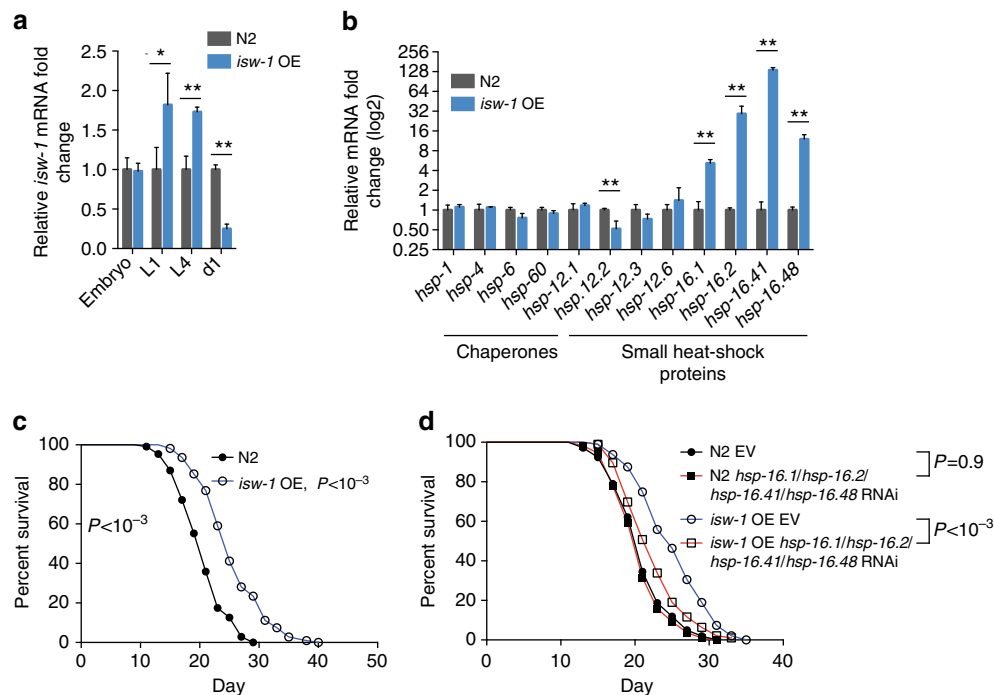 a
N2
isw-1 OE
Relative isw-1 mRNA fold
change
2.5
2.0
1.5
1.0
0.5
0.0
*
**
**
Embryo
L1
L4
d1
b
N2
isw-1 OE
Relative mRNA fold
change (log2)
256
128
64
32
16
8
4
2
1
0.50
0.25
**
**
**
**
**
hsp-1
hsp-4
hsp-6
hsp-60
hsp-12.1
hsp.12.2
hsp-12.3
hsp-12.6
hsp-16.1
hsp-16.2
hsp-16.41
hsp-16.48
Chaperones
Small heat-shock
proteins
c
Percent survival
100
80
60
40
20
0
N2
isw-1 OE, P<10⁻³
P<10⁻³
0 10 20 30 40 50
Day
d
Percent survival
100
80
60
40
20
0
N2 EV
N2 hsp-16.1/hsp-16.2/
hsp-16.41/hsp-16.48 RNAi
P=0.9
isw-1 OE EV
isw-1 OE hsp-16.1/hsp-16.2/
hsp-16.41/hsp-16.48 RNAi
P<10⁻³
0 10 20 30 40
Day